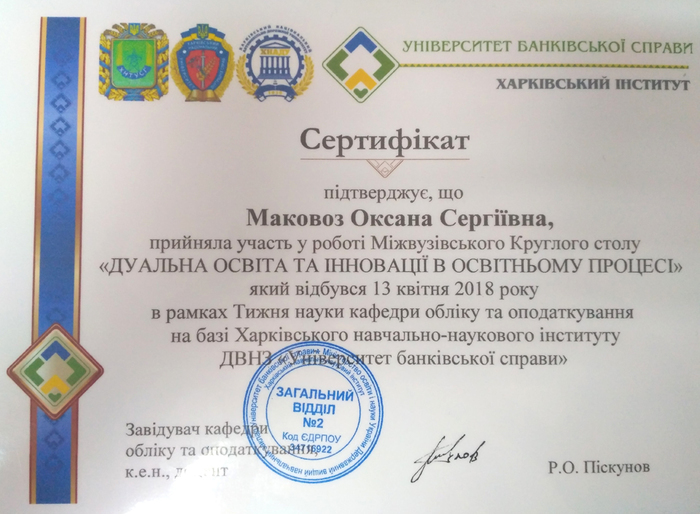 УНІВЕРСИТЕТ БАНКІВСЬКОЇ СПРАВИ
ХАРКІВСЬКИЙ ІНСТИТУТ
Сертифікат
підтверджує, що
Маковоз Оксана Сергіївна,
прийняла участь у роботі Міжвузівського Круглого столу
«ДУАЛЬНА ОСВІТА ТА ІННОВАЦІЇ В ОСВІТНЬОМУ ПРОЦЕСІ»
який відбувся 13 квітня 2018 року
в рамках Тижня науки кафедри обліку та оподаткування
на базі Харківського навчально-наукового інституту
ДВНЗ «Університет банківської справи»
ЗАГАЛЬНИЙ
ВІДДІЛ
№2
Код ЄДРПОУ
Завідувач кафедри
обліку та оподаткування,
к.е.н., доцент
Р.О. Піскунов